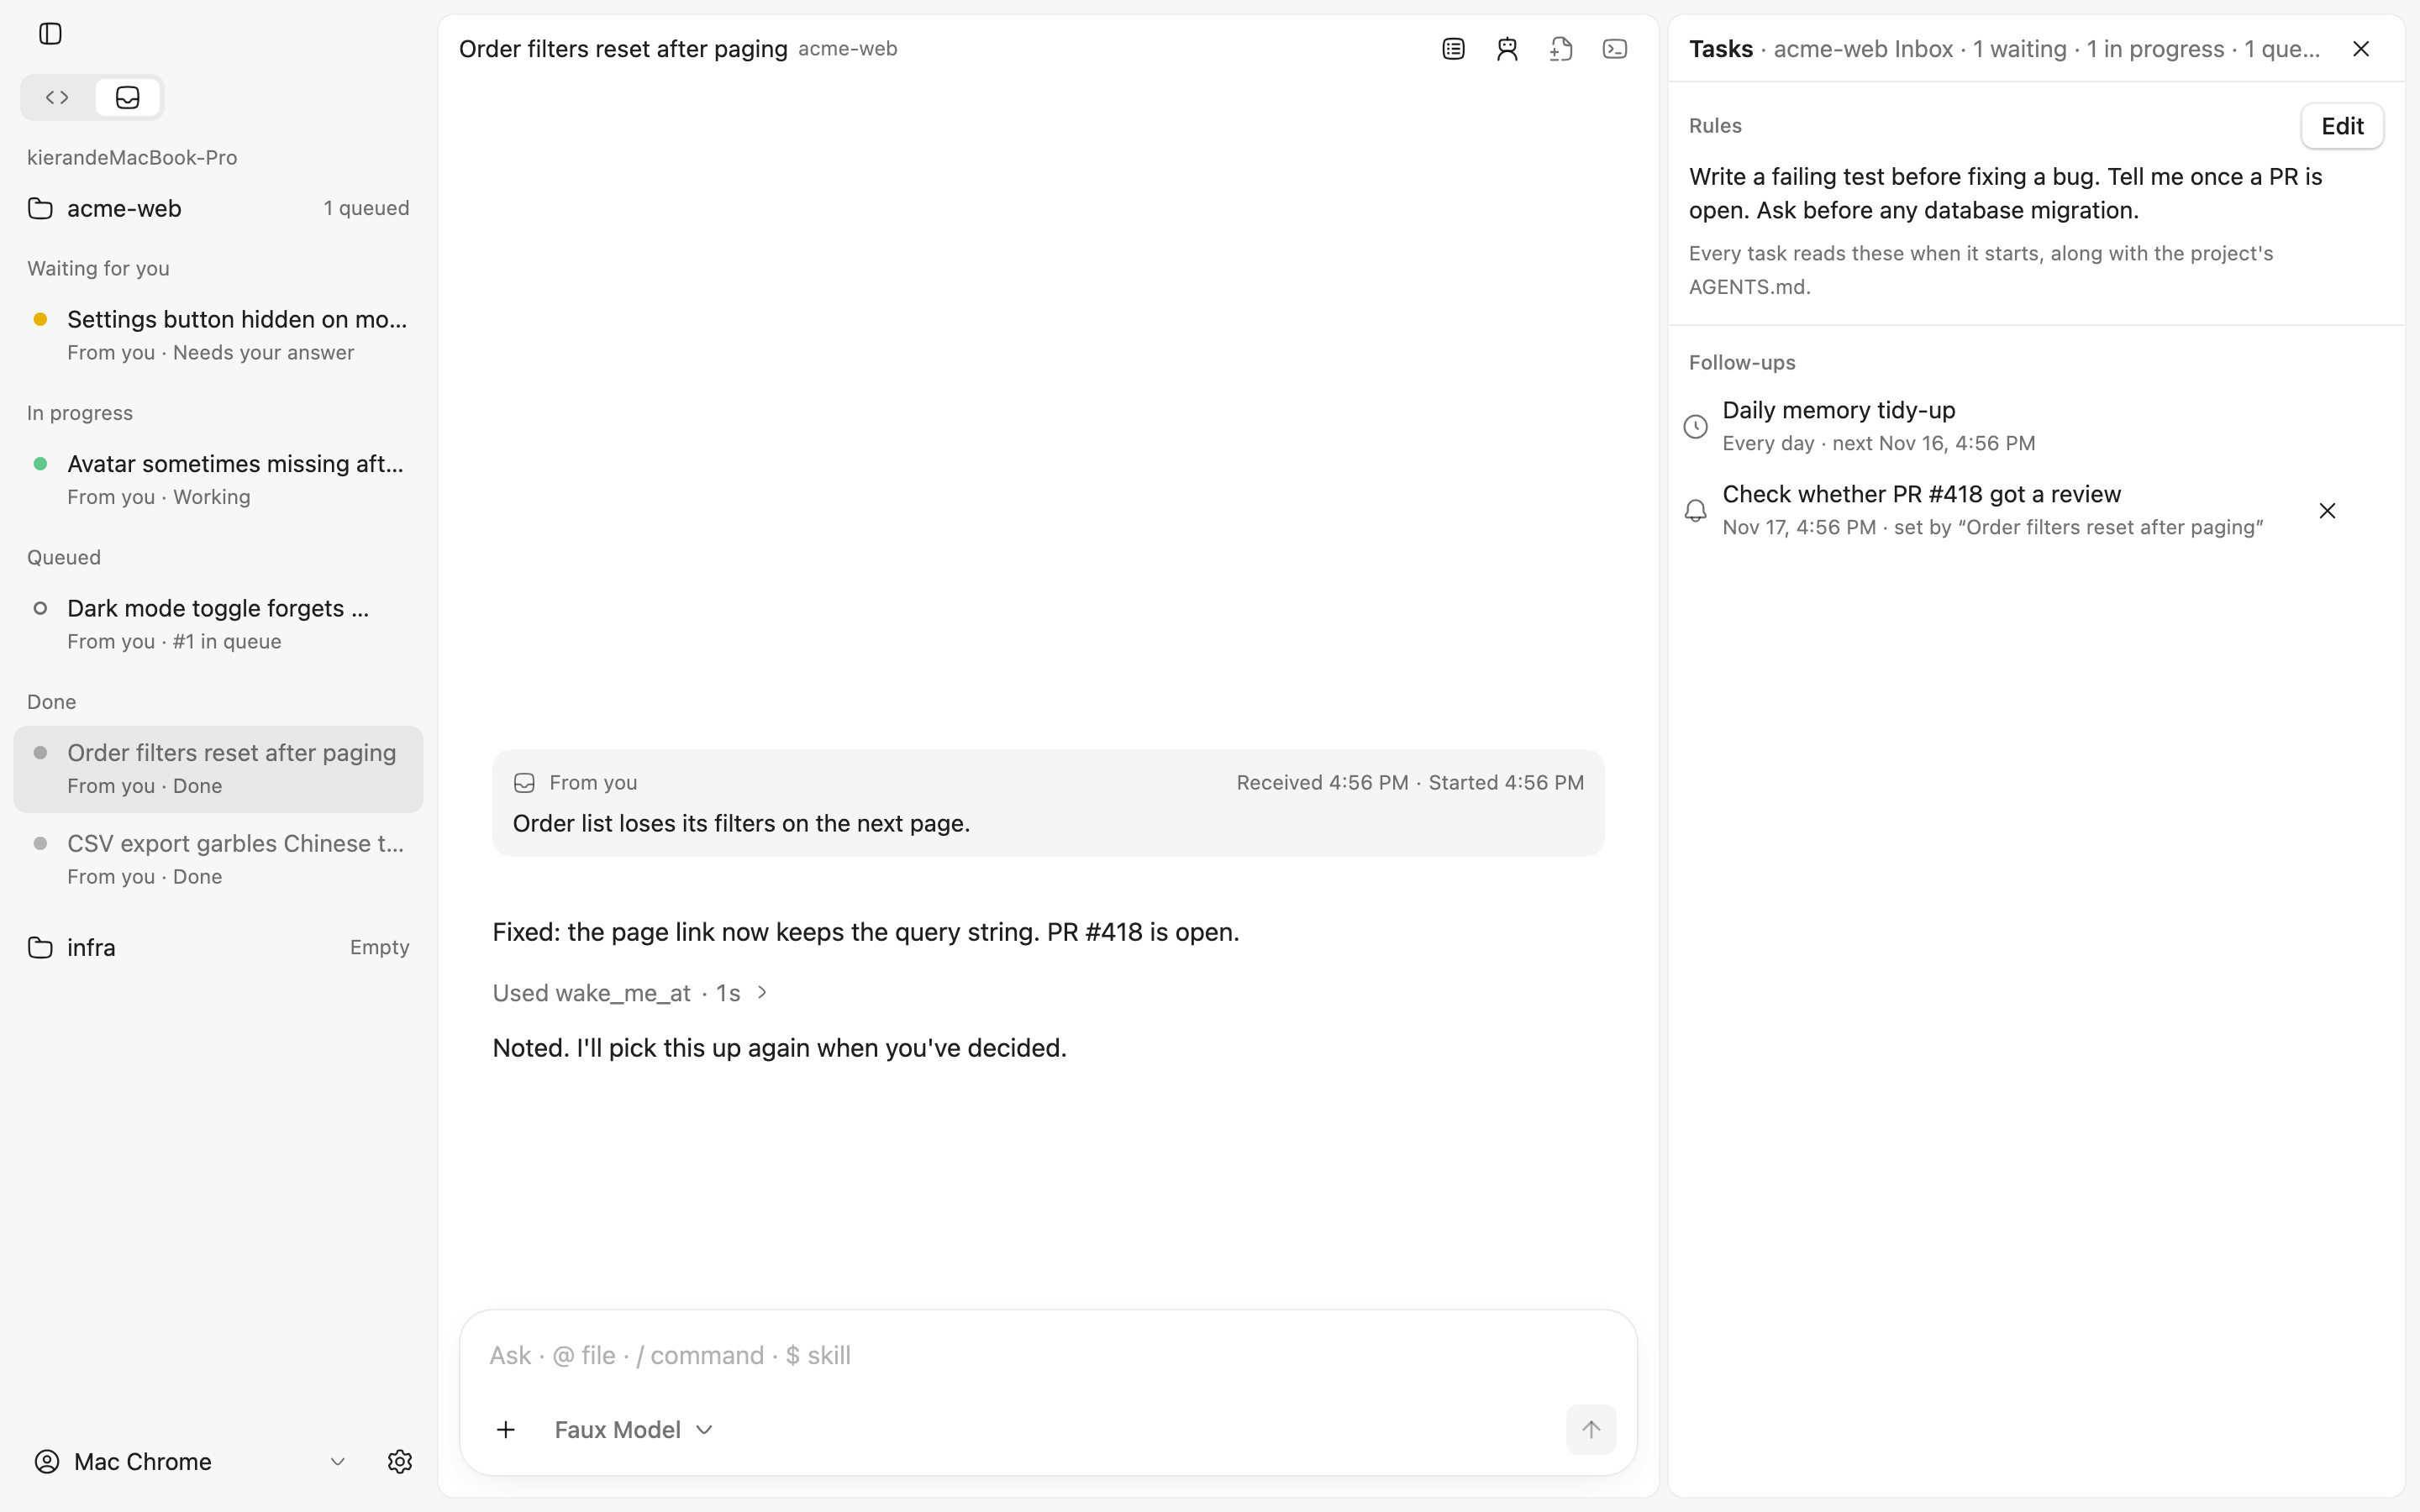 kierandeMacBook-Pro
acme-web 1 queued
Waiting for you
Settings button hidden on mo...
From you · Needs your answer
In progress
Avatar sometimes missing aft...
From you · Working
Queued
Dark mode toggle forgets ...
From you · #1 in queue
Done
Order filters reset after paging
From you · Done
CSV export garbles Chinese t...
From you · Done
infra Empty
Mac Chrome
Order filters reset after paging acme-web
From you Received 4:56 PM · Started 4:56 PM
Order list loses its filters on the next page.
Fixed: the page link now keeps the query string. PR #418 is open.
Used wake_me_at · 1s
Noted. I'll pick this up again when you've decided.
Ask · @ file · / command · $ skill
Faux Model
Tasks · acme-web Inbox · 1 waiting · 1 in progress · 1 que...
Rules Edit
Write a failing test before fixing a bug. Tell me once a PR is
open. Ask before any database migration.
Every task reads these when it starts, along with the project's
AGENTS.md.
Follow-ups
Daily memory tidy-up
Every day · next Nov 16, 4:56 PM
Check whether PR #418 got a review
Nov 17, 4:56 PM · set by “Order filters reset after paging”